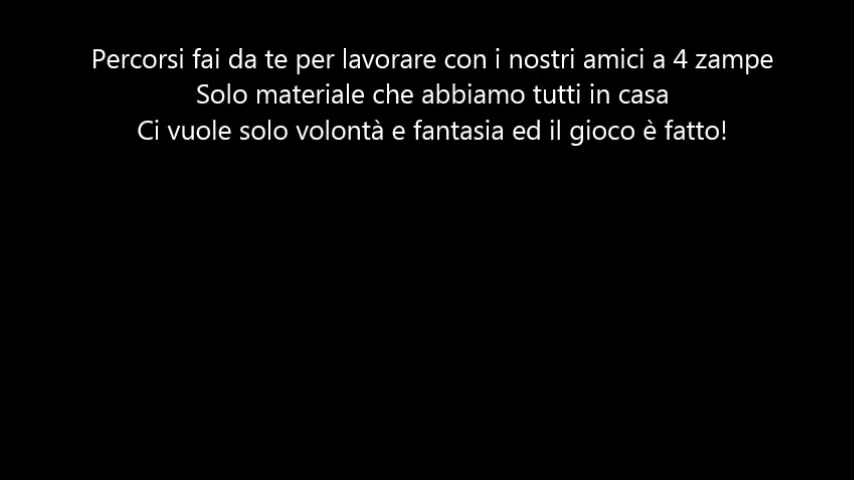 Percorsi fai da te per lavorare con i nostri amici a 4 zampe
Solo materiale che abbiamo tutti in casa
Ci vuole solo volontà e fantasia ed il gioco è fatto!